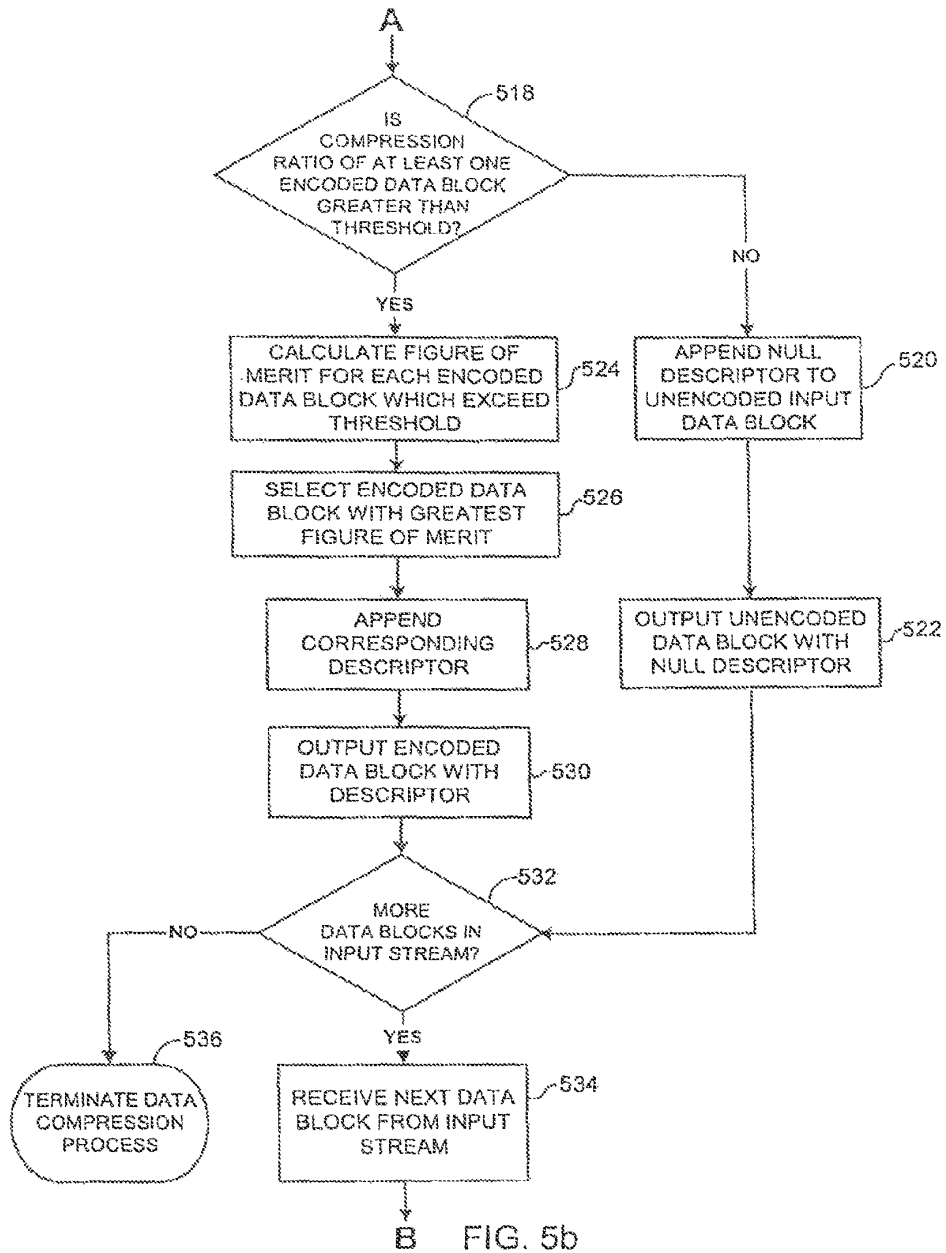 A
518
IS
COMPRESSION
RATIO OF AT LEAST ONE
ENCODED DATA BLOCK
GREATER THAN
THRESHOLD?
NO
YES
CALCULATE FIGURE OF
MERIT FOR EACH ENCODED
DATA BLOCK WHICH EXCEED
THRESHOLD
524
APPEND NULL
DESCRIPTOR TO
UNENCODED INPUT
DATA BLOCK
520
SELECT ENCODED DATA
BLOCK WITH GREATEST
FIGURE OF MERIT
526
APPEND
CORRESPONDING
DESCRIPTOR
528
OUTPUT UNENCODED
DATA BLOCK WITH
NULL DESCRIPTOR
522
OUTPUT ENCODED
DATA BLOCK WITH
DESCRIPTOR
530
532
MORE
DATA BLOCKS IN
INPUT STREAM?
NO
YES
536
TERMINATE DATA
COMPRESSION
PROCESS
534
RECEIVE NEXT DATA
BLOCK FROM INPUT
STREAM
B FIG. 5b